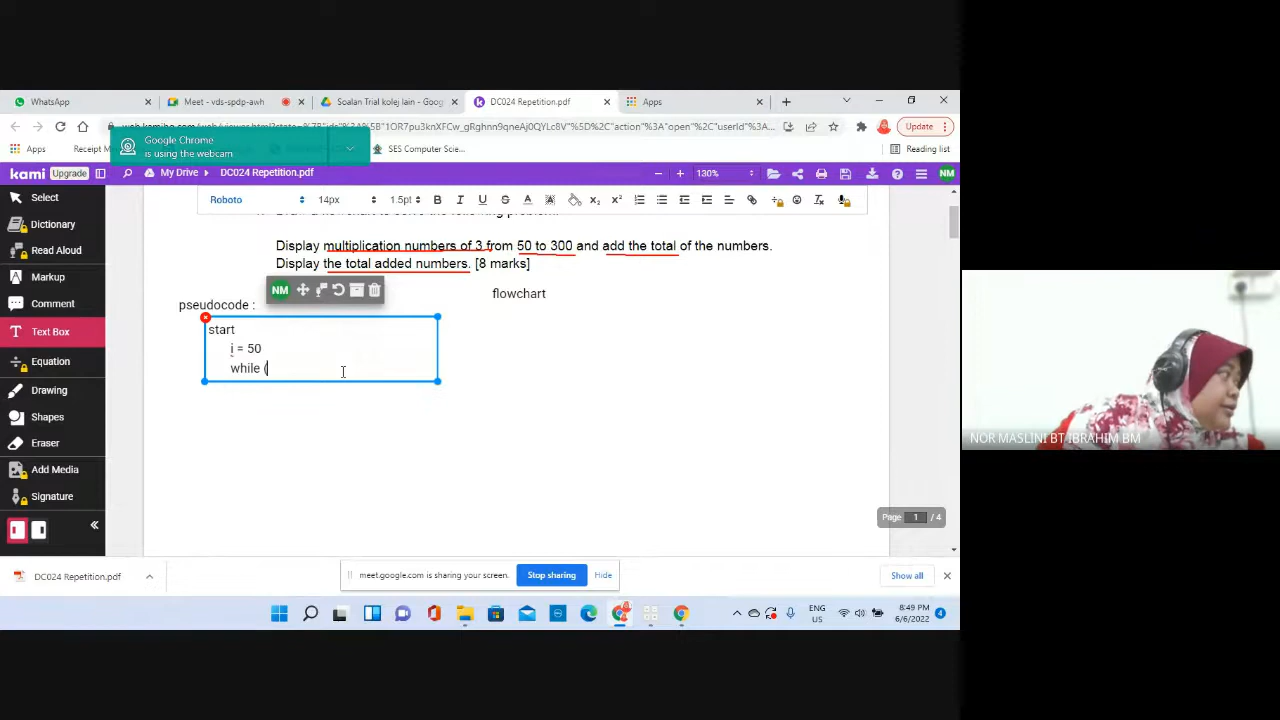 WhatsApp
Meet - vds-spdp-awh
Soalan Trial kolej lain - Goog
DC024 Repetition.pdf
Apps
Google Chrome
is using the webcam
Update
Apps
Receipt M
SES Computer Scie...
Reading list
kami Upgrade
My Drive
DC024 Repetition.pdf
130%
NM
Select
Roboto
14px
1.5pt
Dictionary
Read Aloud
Markup
Comment
Text Box
Equation
Drawing
Shapes
Eraser
Add Media
Signature
Display multiplication numbers of 3 from 50 to 300 and add the total of the numbers.
Display the total added numbers. [8 marks]
NM
flowchart
pseudocode :
start
i = 50
while (
Page 1 / 4
NOR MASLINI BT IBRAHIM BM
DC024 Repetition.pdf
meet.google.com is sharing your screen.
Stop sharing
Hide
Show all
ENG
US
8:49 PM
6/6/2022
4